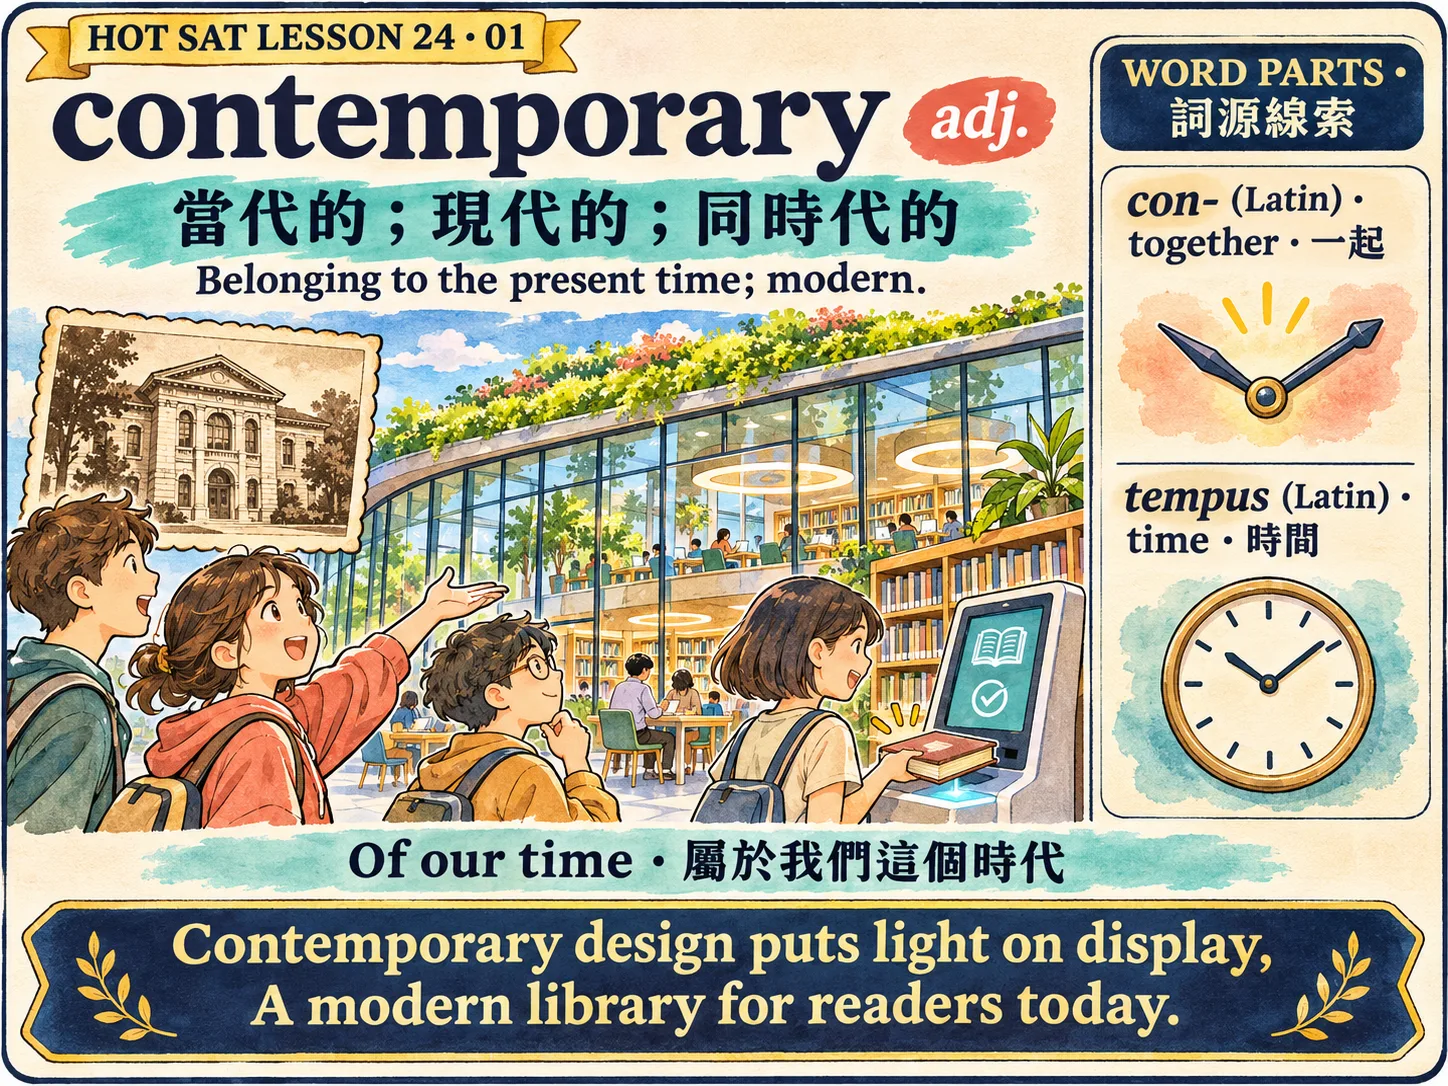 HOT SAT LESSON 24 · 01
contemporary adj.
當代的；現代的；同時代的
Belonging to the present time; modern.
WORD PARTS ·
詞源線索
con- (Latin) ·
together · 一起
tempus (Latin) ·
time · 時間
Of our time · 屬於我們這個時代
Contemporary design puts light on display,
A modern library for readers today.